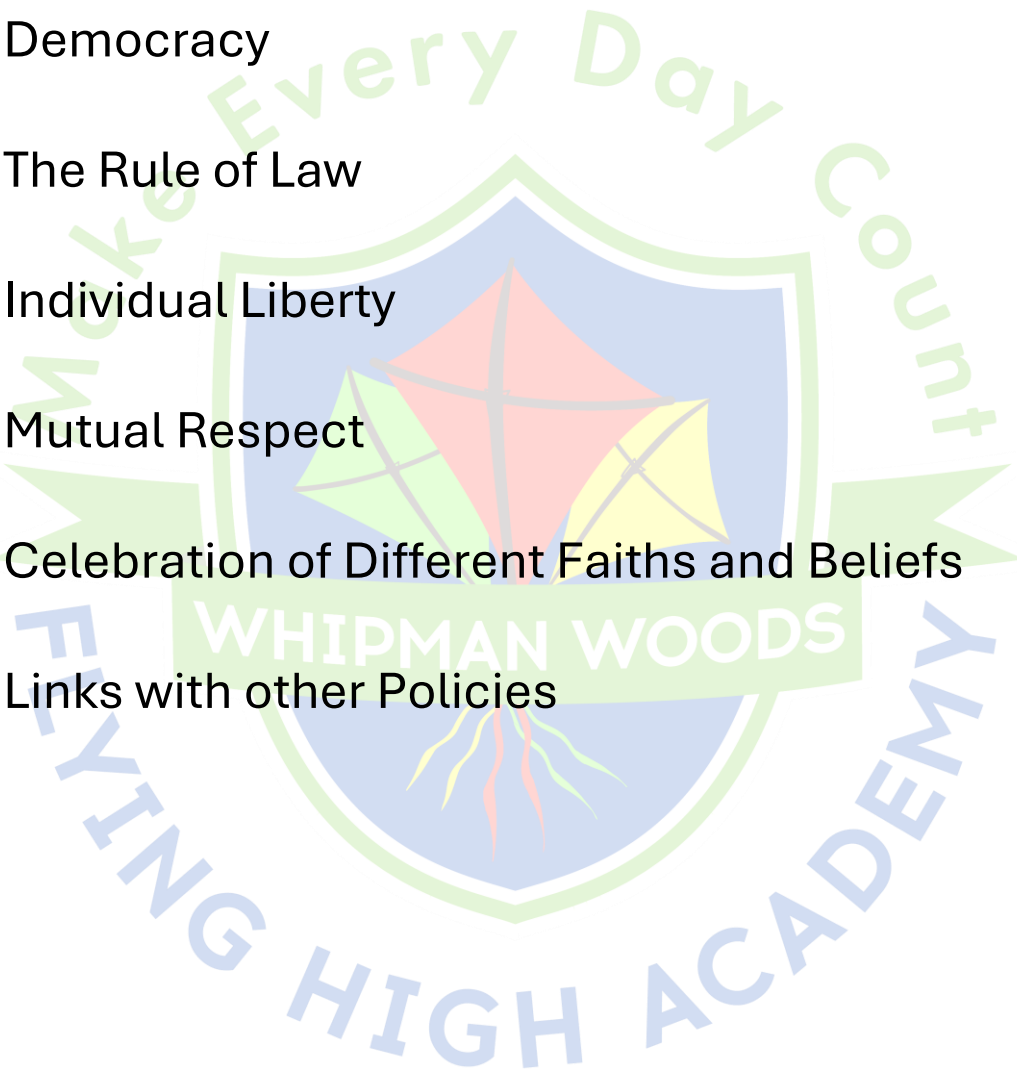 Democracy
The Rule of Law
Individual Liberty
Mutual Respect
Celebration of Different Faiths and Beliefs
Links with other Policies
Make Every Day Count
WHIPMAN WOODS
FLYING HIGH ACADEMY